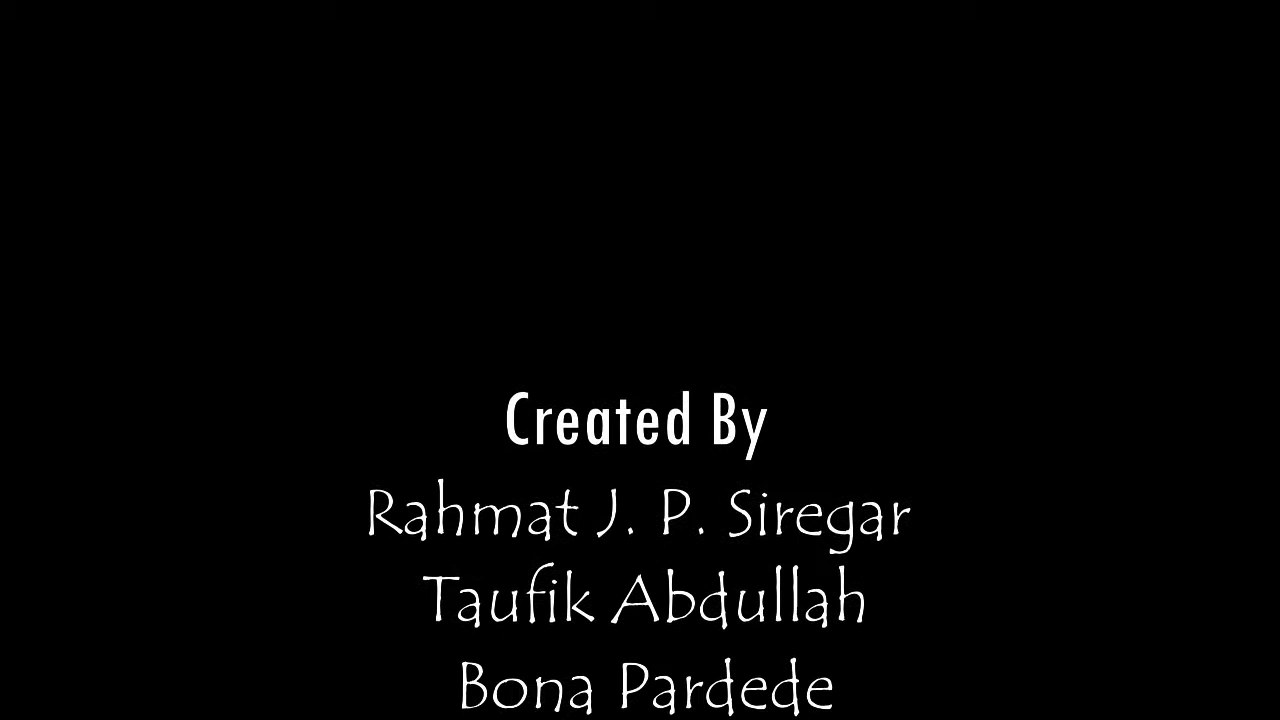 Created By
Rahmat J. P. Siregar
Taufik Abdullah
Bona Pardede